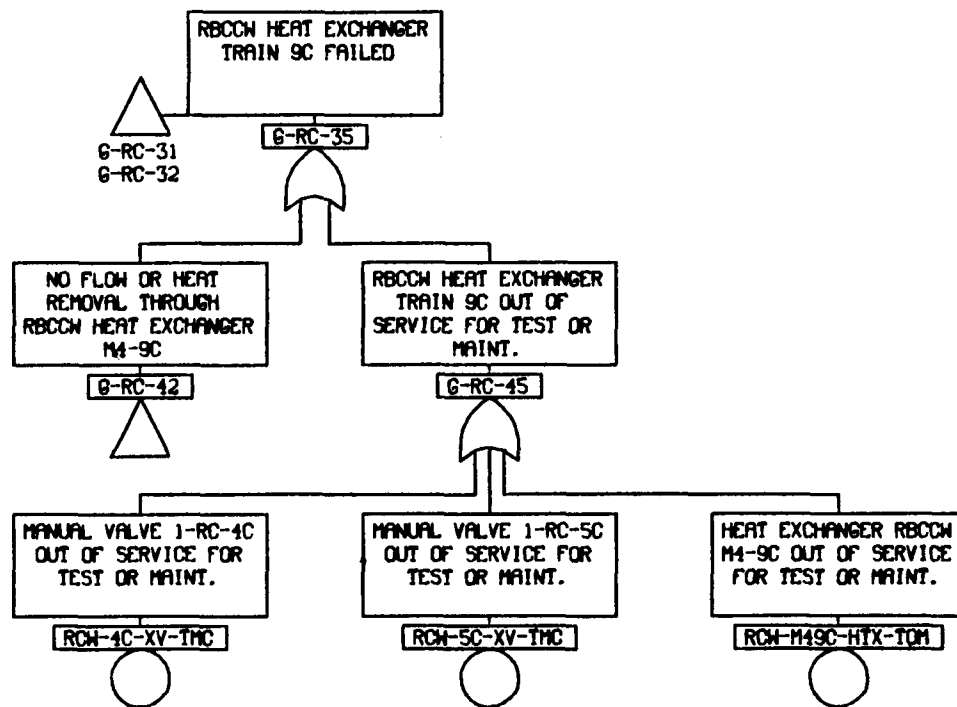 RBCCW HEAT EXCHANGER
TRAIN 9C FAILED
G-RC-35
G-RC-31
G-RC-32
NO FLOW OR HEAT
REMOVAL THROUGH
RBCCW HEAT EXCHANGER
M4-9C
G-RC-42
RBCCW HEAT EXCHANGER
TRAIN 9C OUT OF
SERVICE FOR TEST OR
MAINT.
G-RC-45
MANUAL VALVE 1-RC-4C
OUT OF SERVICE FOR
TEST OR MAINT.
RCW-4C-XV-TMC
MANUAL VALVE 1-RC-5C
OUT OF SERVICE FOR
TEST OR MAINT.
RCW-5C-XV-TMC
HEAT EXCHANGER RBCCW
M4-9C OUT OF SERVICE
FOR TEST OR MAINT.
RCW-M49C-HTX-TOM